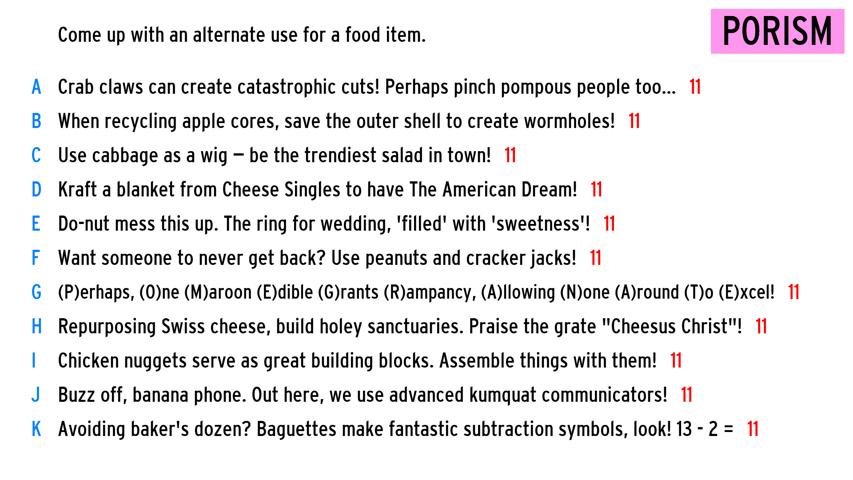 Come up with an alternate use for a food item.
PORISM
A Crab claws can create catastrophic cuts! Perhaps pinch pompous people too... 11
B When recycling apple cores, save the outer shell to create wormholes! 11
C Use cabbage as a wig – be the trendiest salad in town! 11
D Kraft a blanket from Cheese Singles to have The American Dream! 11
E Do-nut mess this up. The ring for wedding, 'filled' with 'sweetness'! 11
F Want someone to never get back? Use peanuts and cracker jacks! 11
G (P)erhaps, (O)ne (M)aroon (E)dible (G)rants (R)ampancy, (A)llowing (N)one (A)round (T)o (E)xcel! 11
H Repurposing Swiss cheese, build holey sanctuaries. Praise the grate "Cheesus Christ"! 11
I Chicken nuggets serve as great building blocks. Assemble things with them! 11
J Buzz off, banana phone. Out here, we use advanced kumquat communicators! 11
K Avoiding baker's dozen? Baguettes make fantastic subtraction symbols, look! 13 - 2 = 11